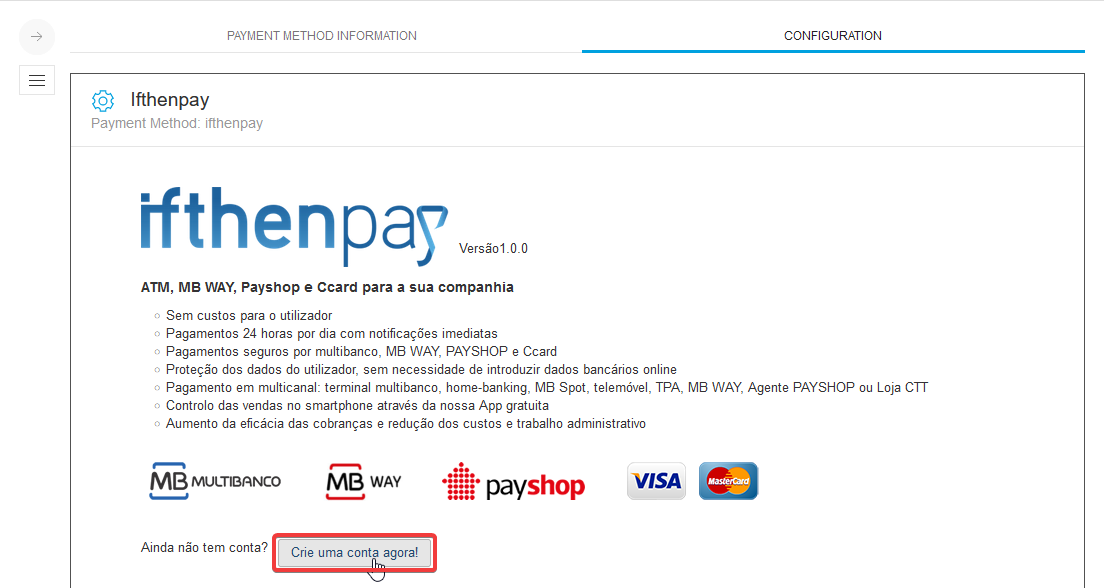 PAYMENT METHOD INFORMATION
CONFIGURATION
Ifthenpay
Payment Method: ifthenpay
ifthenpay Versão1.0.0
ATM, MB WAY, Payshop e Ccard para a sua companhia
Sem custos para o utilizador
Pagamentos 24 horas por dia com notificações imediatas
Pagamentos seguros por multibanco, MB WAY, PAYSHOP e Ccard
Proteção dos dados do utilizador, sem necessidade de introduzir dados bancários online
Pagamento em multicanal: terminal multibanco, home-banking, MB Spot, telemóvel, TPA, MB WAY, Agente PAYSHOP ou Loja CTT
Controlo das vendas no smartphone através da nossa App gratuita
Aumento da eficácia das cobranças e redução dos custos e trabalho administrativo
MB MULTIBANCO MB WAY payshop VISA MasterCard
Ainda não tem conta? Crie uma conta agora!